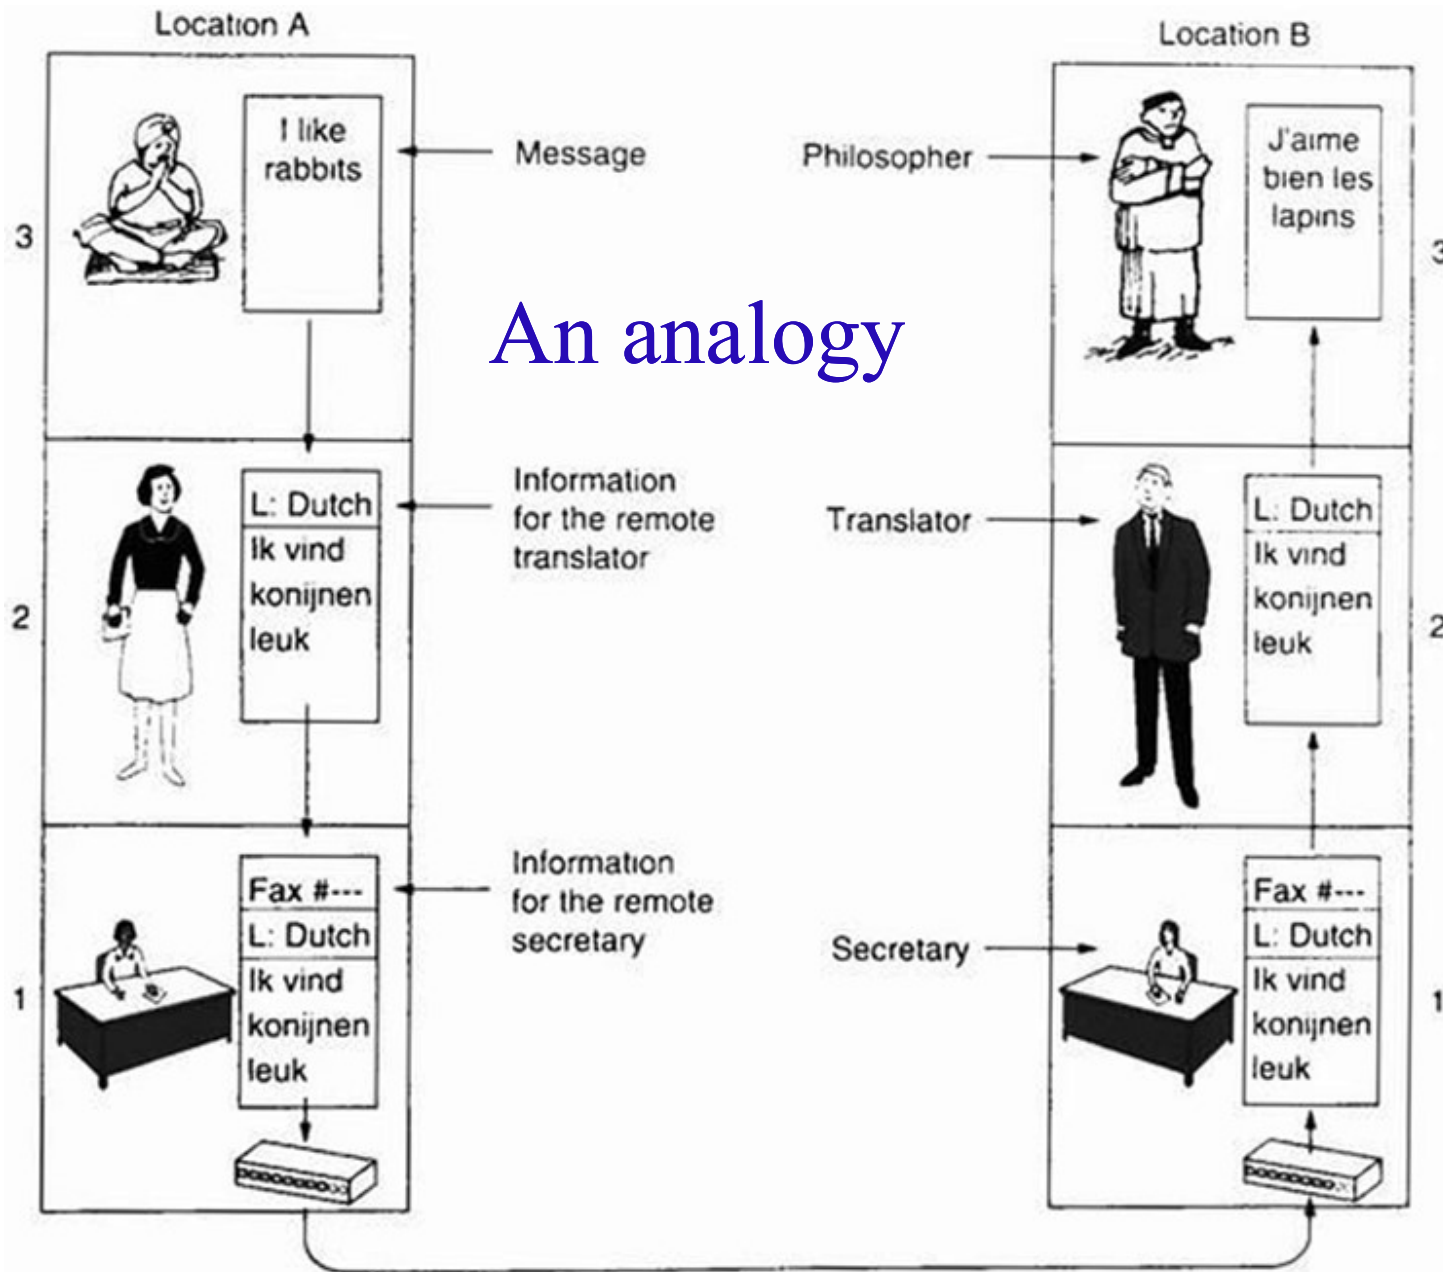 Location A
Location B
I like
rabbits
Message
Philosopher
J'aime
bien les
lapins
3
3
An analogy
L: Dutch
Ik vind
konijnen
leuk
Information
for the remote
translator
Translator
L: Dutch
Ik vind
konijnen
leuk
2
2
Fax #---
L: Dutch
Ik vind
konijnen
leuk
Information
for the remote
secretary
Secretary
Fax #---
L: Dutch
Ik vind
konijnen
leuk
1
1